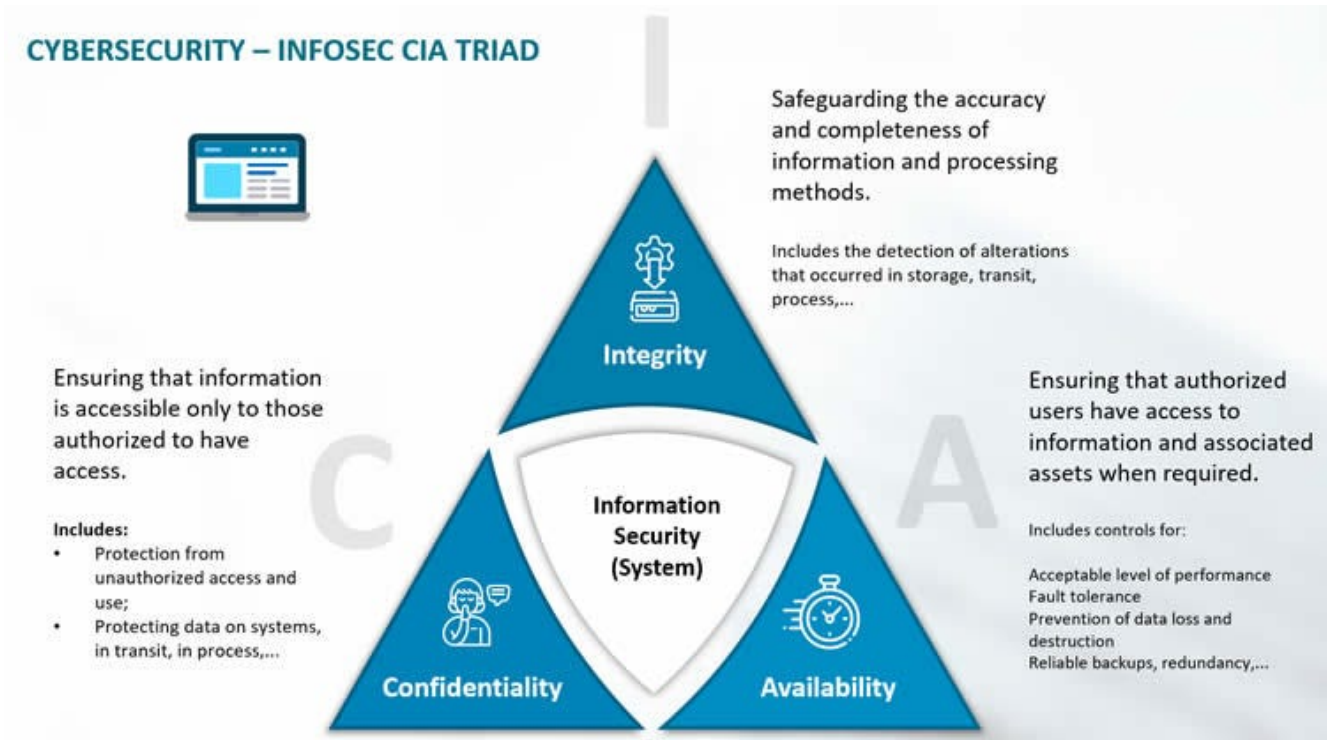 CYBERSECURITY – INFOSEC CIA TRIAD
I
Safeguarding the accuracy
and completeness of
information and processing
methods.
Includes the detection of alterations
that occurred in storage, transit,
process,...
Integrity
Ensuring that information
is accessible only to those
authorized to have
access.
Includes:
• Protection from
unauthorized access and
use;
• Protecting data on systems,
in transit, in process,...
C
Confidentiality
Information
Security
(System)
A
Availability
Ensuring that authorized
users have access to
information and associated
assets when required.
Includes controls for:
Acceptable level of performance
Fault tolerance
Prevention of data loss and
destruction
Reliable backups, redundancy,...